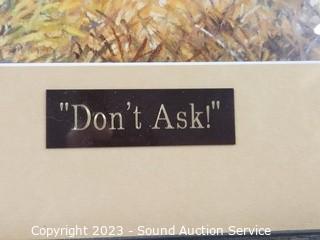 "Don't Ask!"
Copyright 2023 - Sound Auction Service